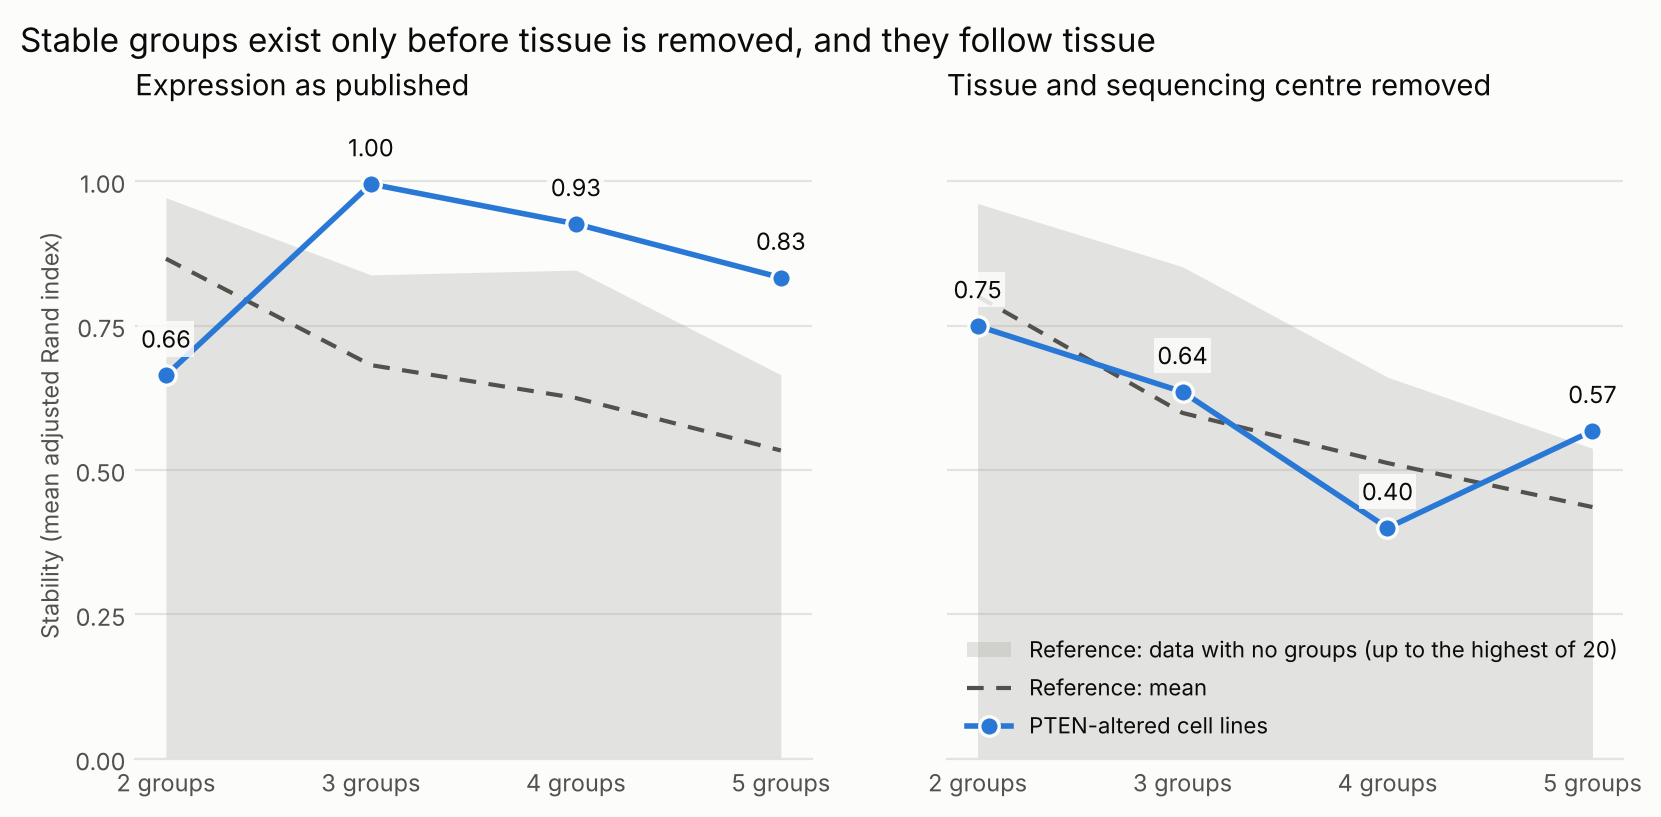 Stable groups exist only before tissue is removed, and they follow tissue
Expression as published
Stability (mean adjusted Rand index)
1.00
0.75
0.50
0.25
0.00
0.66
1.00
0.93
0.83
2 groups
3 groups
4 groups
5 groups
Tissue and sequencing centre removed
0.75
0.64
0.40
0.57
Reference: data with no groups (up to the highest of 20)
Reference: mean
PTEN-altered cell lines
2 groups
3 groups
4 groups
5 groups